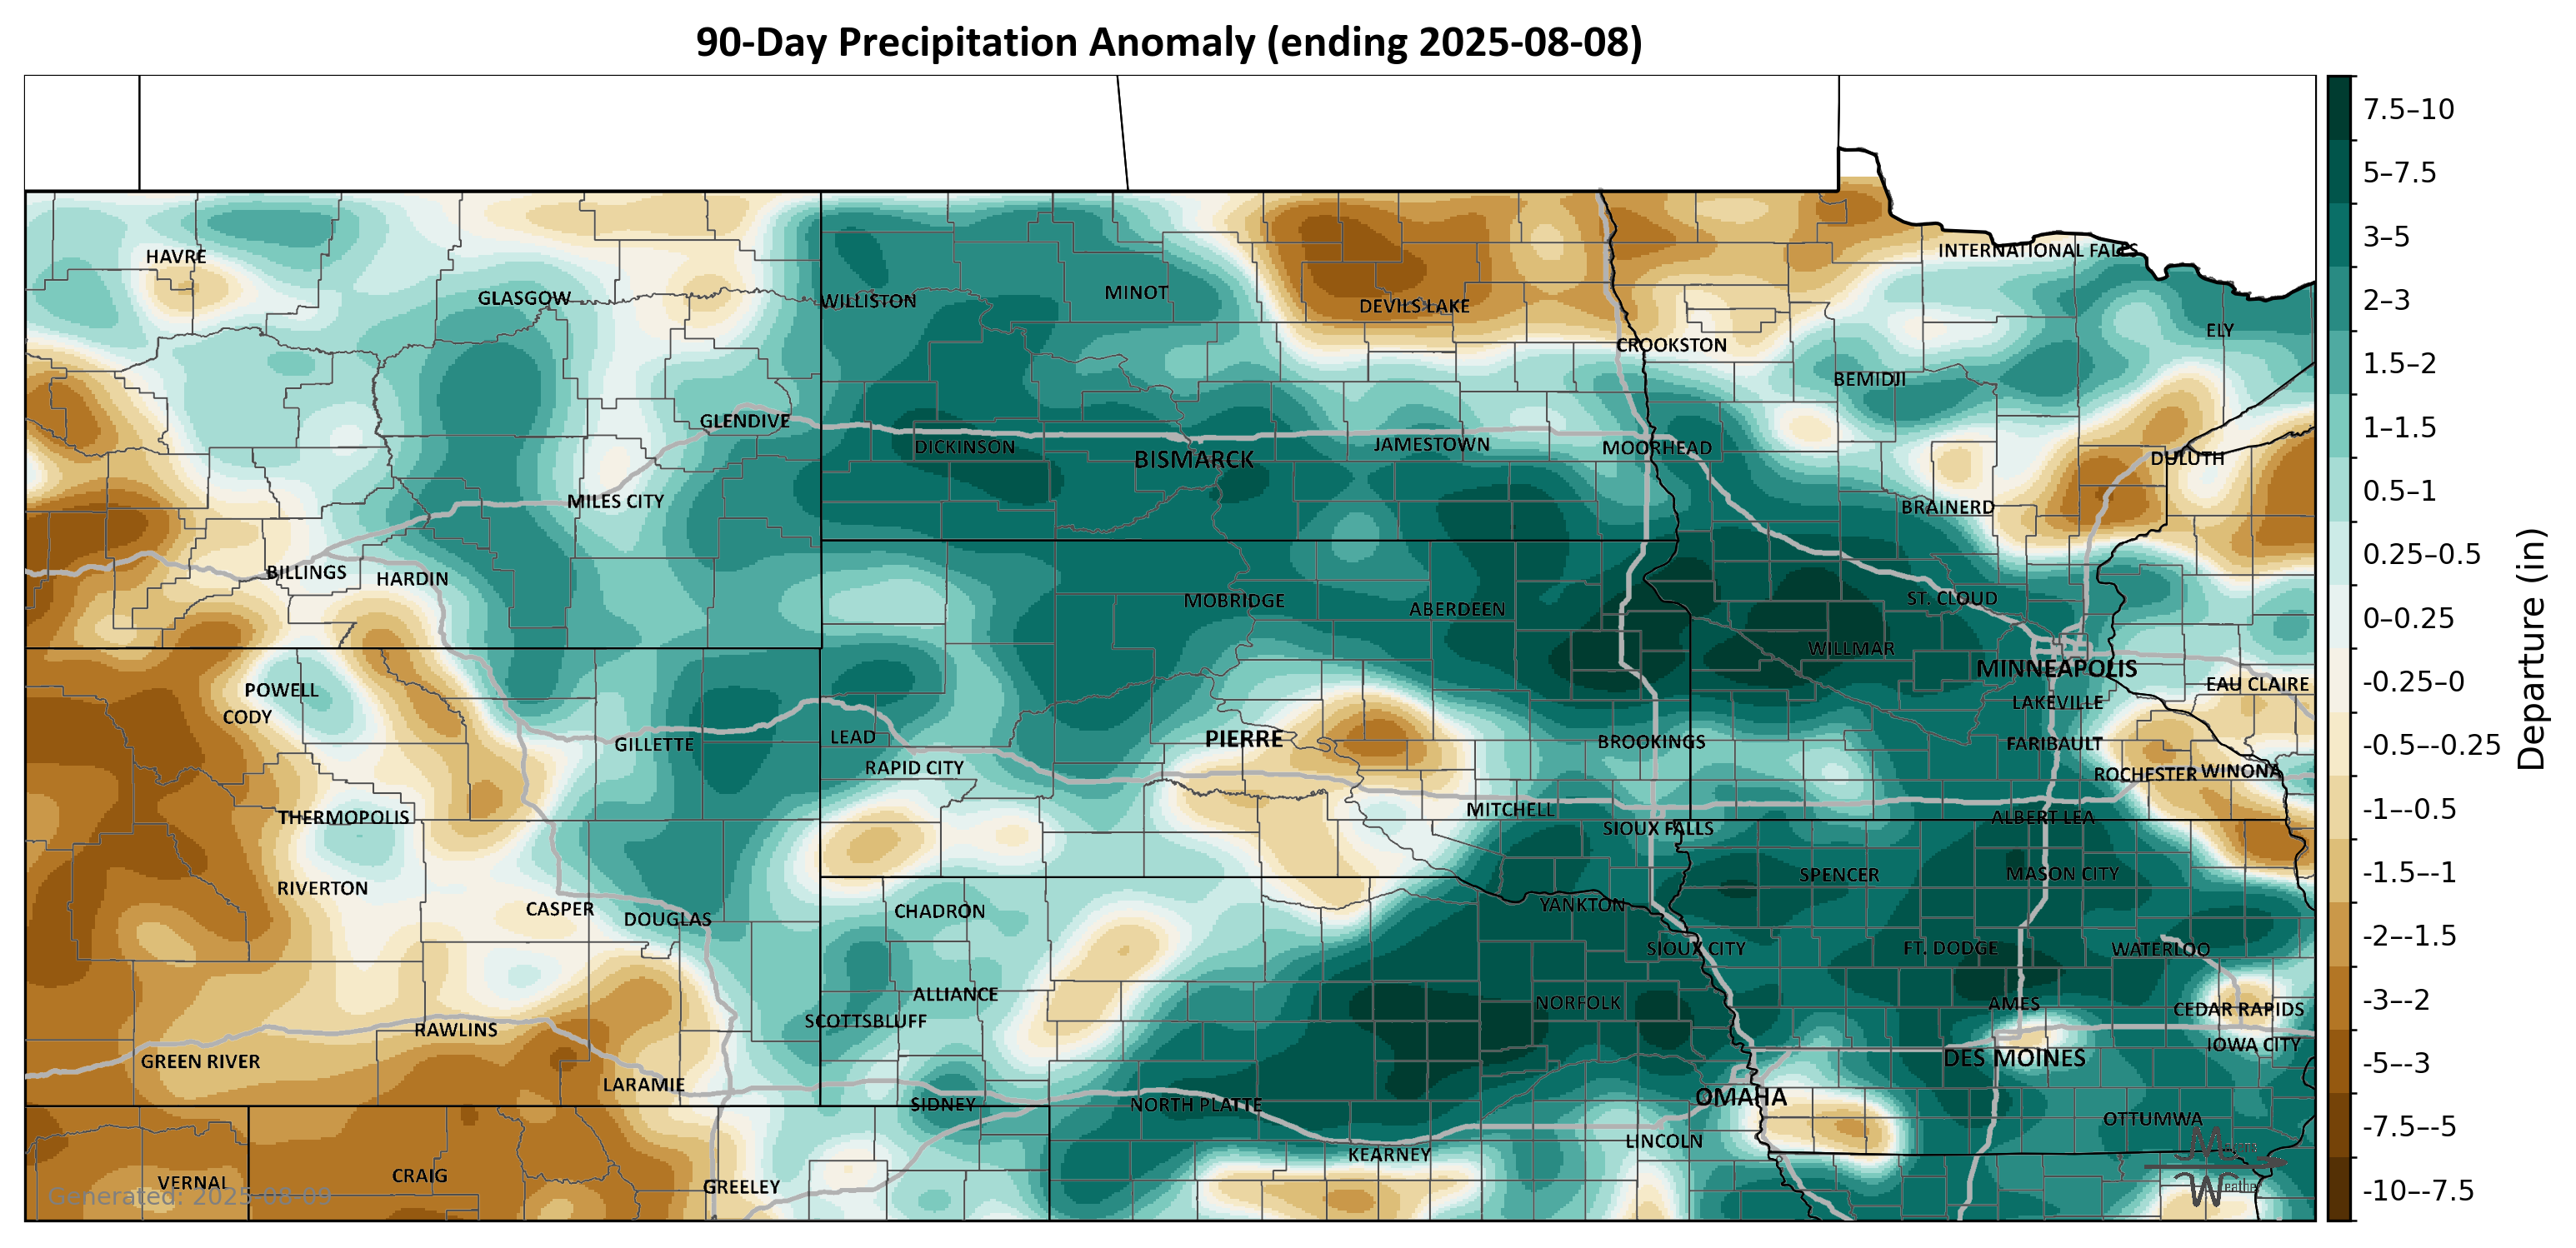 90-Day Precipitation Anomaly (ending 2025-08-08)
HAVRE
GLASGOW
WILLISTON
MINOT
DEVILS LAKE
INTERNATIONAL FALLS
ELY
CROOKSTON
BEMIDJI
GLENDIVE
DICKINSON
BISMARCK
JAMESTOWN
MOORHEAD
DULUTH
MILES CITY
BRAINERD
BILLINGS
HARDIN
MOBRIDGE
ABERDEEN
ST. CLOUD
WILLMAR
MINNEAPOLIS
EAU CLAIRE
POWELL
CODY
LAKEVILLE
GILLETTE
LEAD
PIERRE
BROOKINGS
FARIBAULT
RAPID CITY
ROCHESTER
WINONA
THERMOPOLIS
MITCHELL
ALBERT LEA
SIOUX FALLS
RIVERTON
SPENCER
MASON CITY
CASPER
DOUGLAS
CHADRON
YANKTON
SIOUX CITY
FT. DODGE
WATERLOO
ALLIANCE
NORFOLK
AMES
CEDAR RAPIDS
SCOTTSBLUFF
RAWLINS
IOWA CITY
GREEN RIVER
DES MOINES
LARAMIE
SIDNEY
NORTH PLATTE
OMAHA
OTTUMWA
LINCOLN
KEARNEY
VERNAL
CRAIG
GREELEY
Generated: 2025-08-09
7.5–10
5–7.5
3–5
2–3
1.5–2
1–1.5
0.5–1
0.25–0.5
0–0.25
-0.25–0
-0.5–-0.25
-1–-0.5
-1.5–-1
-2–-1.5
-3–-2
-5–-3
-7.5–-5
-10–-7.5
Departure (in)